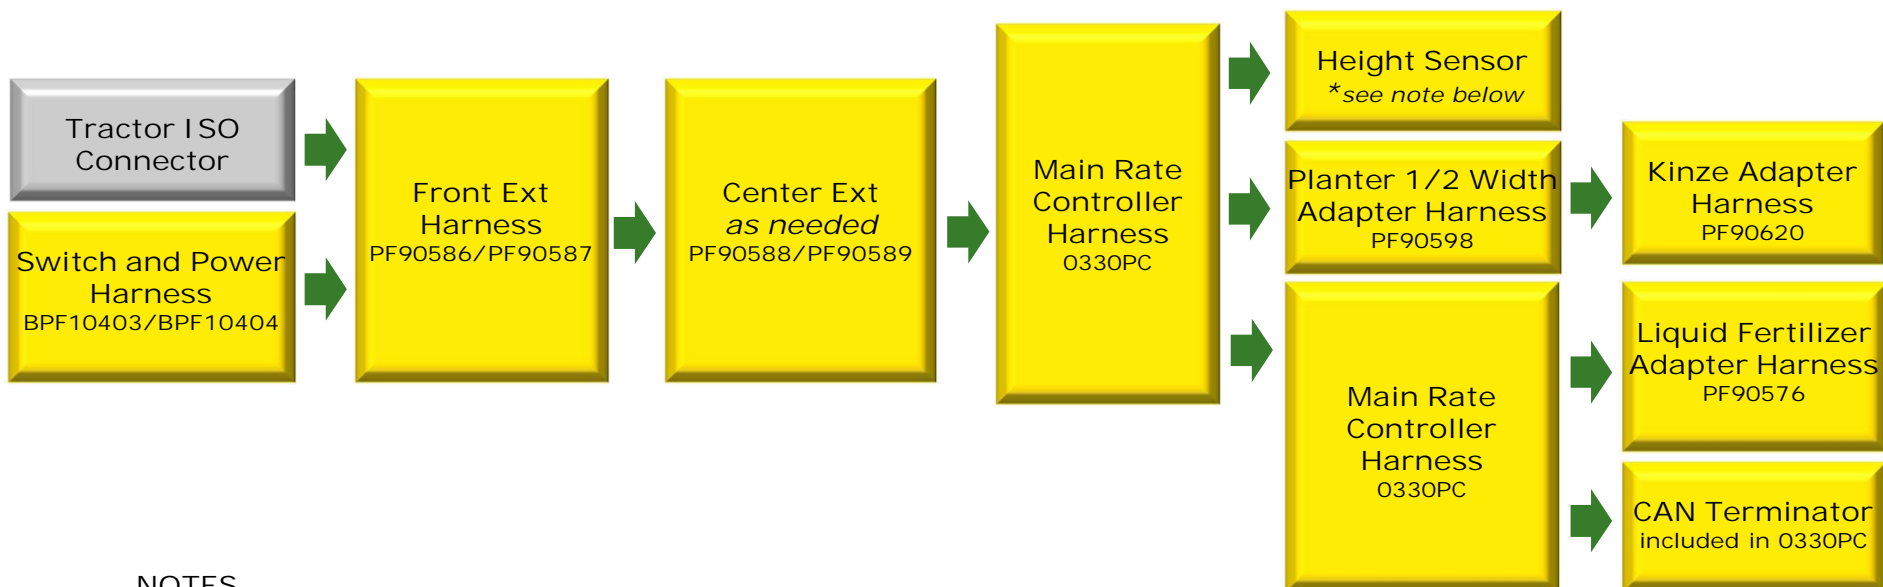 Tractor ISO
Connector
Switch and Power
Harness
BPF10403/BPF10404
Front Ext
Harness
PF90586/PF90587
Center Ext
as needed
PF90588/PF90589
Main Rate
Controller
Harness
0330PC
Height Sensor
*see note below
Planter 1/2 Width
Adapter Harness
PF90598
Kinze Adapter
Harness
PF90620
Main Rate
Controller
Harness
0330PC
Liquid Fertilizer
Adapter Harness
PF90576
CAN Terminator
included in 0330PC
NOTES